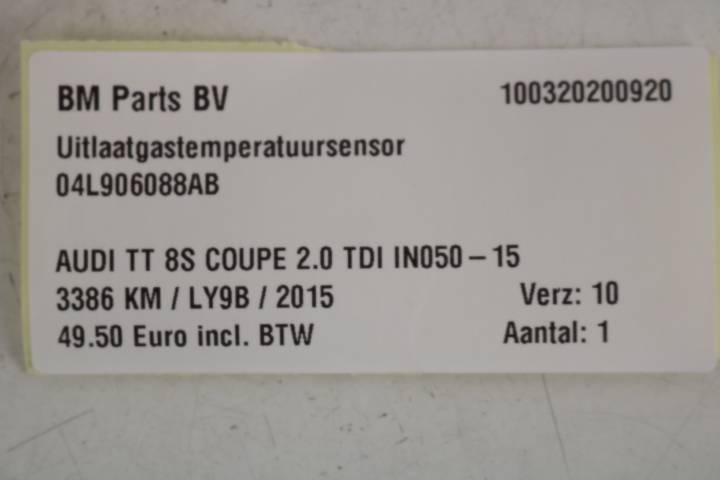 BM Parts BV 100320200920
Uitlaatgastemperatuursensor
04L906088AB
AUDI TT 8S COUPE 2.0 TDI IN050-15
3386 KM / LY9B / 2015 Verz: 10
49.50 Euro incl. BTW Aantal: 1